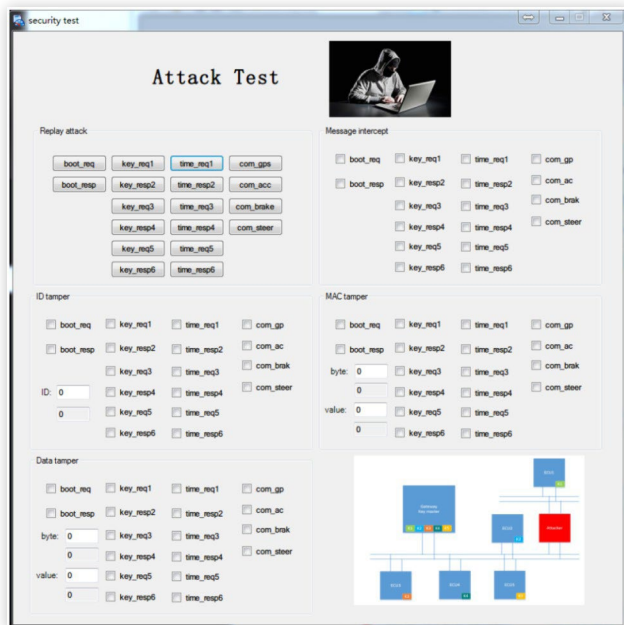 security test
Attack Test
Replay attack
boot_req key_req1 time_req1 com_gps
boot_resp key_resp2 time_resp2 com_acc
key_req3 time_req3 com_brake
key_resp4 time_resp4 com_steer
key_req5 time_req5
key_resp6 time_resp6
Message intercept
boot_req key_req1 time_req1 com_gp
boot_resp key_resp2 time_resp2 com_ac
key_req3 time_req3 com_brak
key_resp4 time_resp4 com_steer
key_req5 time_req5
key_resp6 time_resp6
ID tamper
boot_req key_req1 time_req1 com_gp
boot_resp key_resp2 time_resp2 com_ac
key_req3 time_req3 com_brak
ID: 0 key_resp4 time_resp4 com_steer
0 key_req5 time_req5
key_resp6 time_resp6
MAC tamper
boot_req key_req1 time_req1 com_gp
boot_resp key_resp2 time_resp2 com_ac
byte: 0 key_req3 time_req3 com_brak
0 key_resp4 time_resp4 com_steer
value: 0 key_req5 time_req5
0 key_resp6 time_resp6
Data tamper
boot_req key_req1 time_req1 com_gp
boot_resp key_resp2 time_resp2 com_ac
byte: 0 key_req3 time_req3 com_brak
0 key_resp4 time_resp4 com_steer
value: 0 key_req5 time_req5
0 key_resp6 time_resp6
Gateway
Key master
Attacker